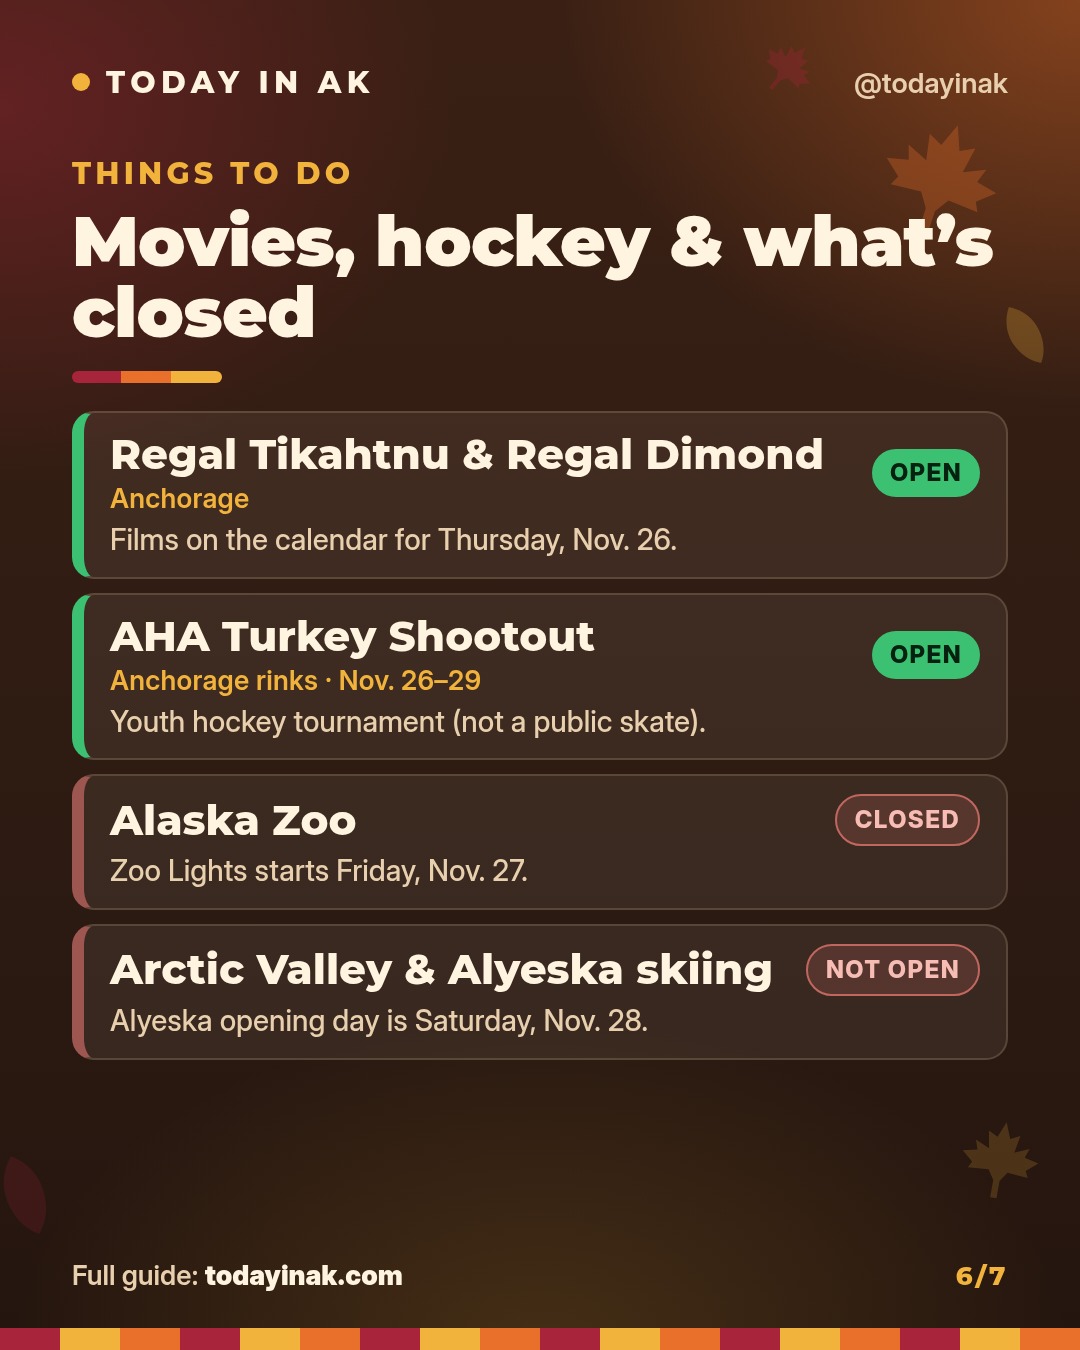 TODAY IN AK
@todayinak
THINGS TO DO
Movies, hockey & what’s
closed
Regal Tikahtnu & Regal Dimond
OPEN
Anchorage
Films on the calendar for Thursday, Nov. 26.
AHA Turkey Shootout
OPEN
Anchorage rinks · Nov. 26–29
Youth hockey tournament (not a public skate).
Alaska Zoo
CLOSED
Zoo Lights starts Friday, Nov. 27.
Arctic Valley & Alyeska skiing
NOT OPEN
Alyeska opening day is Saturday, Nov. 28.
Full guide: todayinak.com
6/7